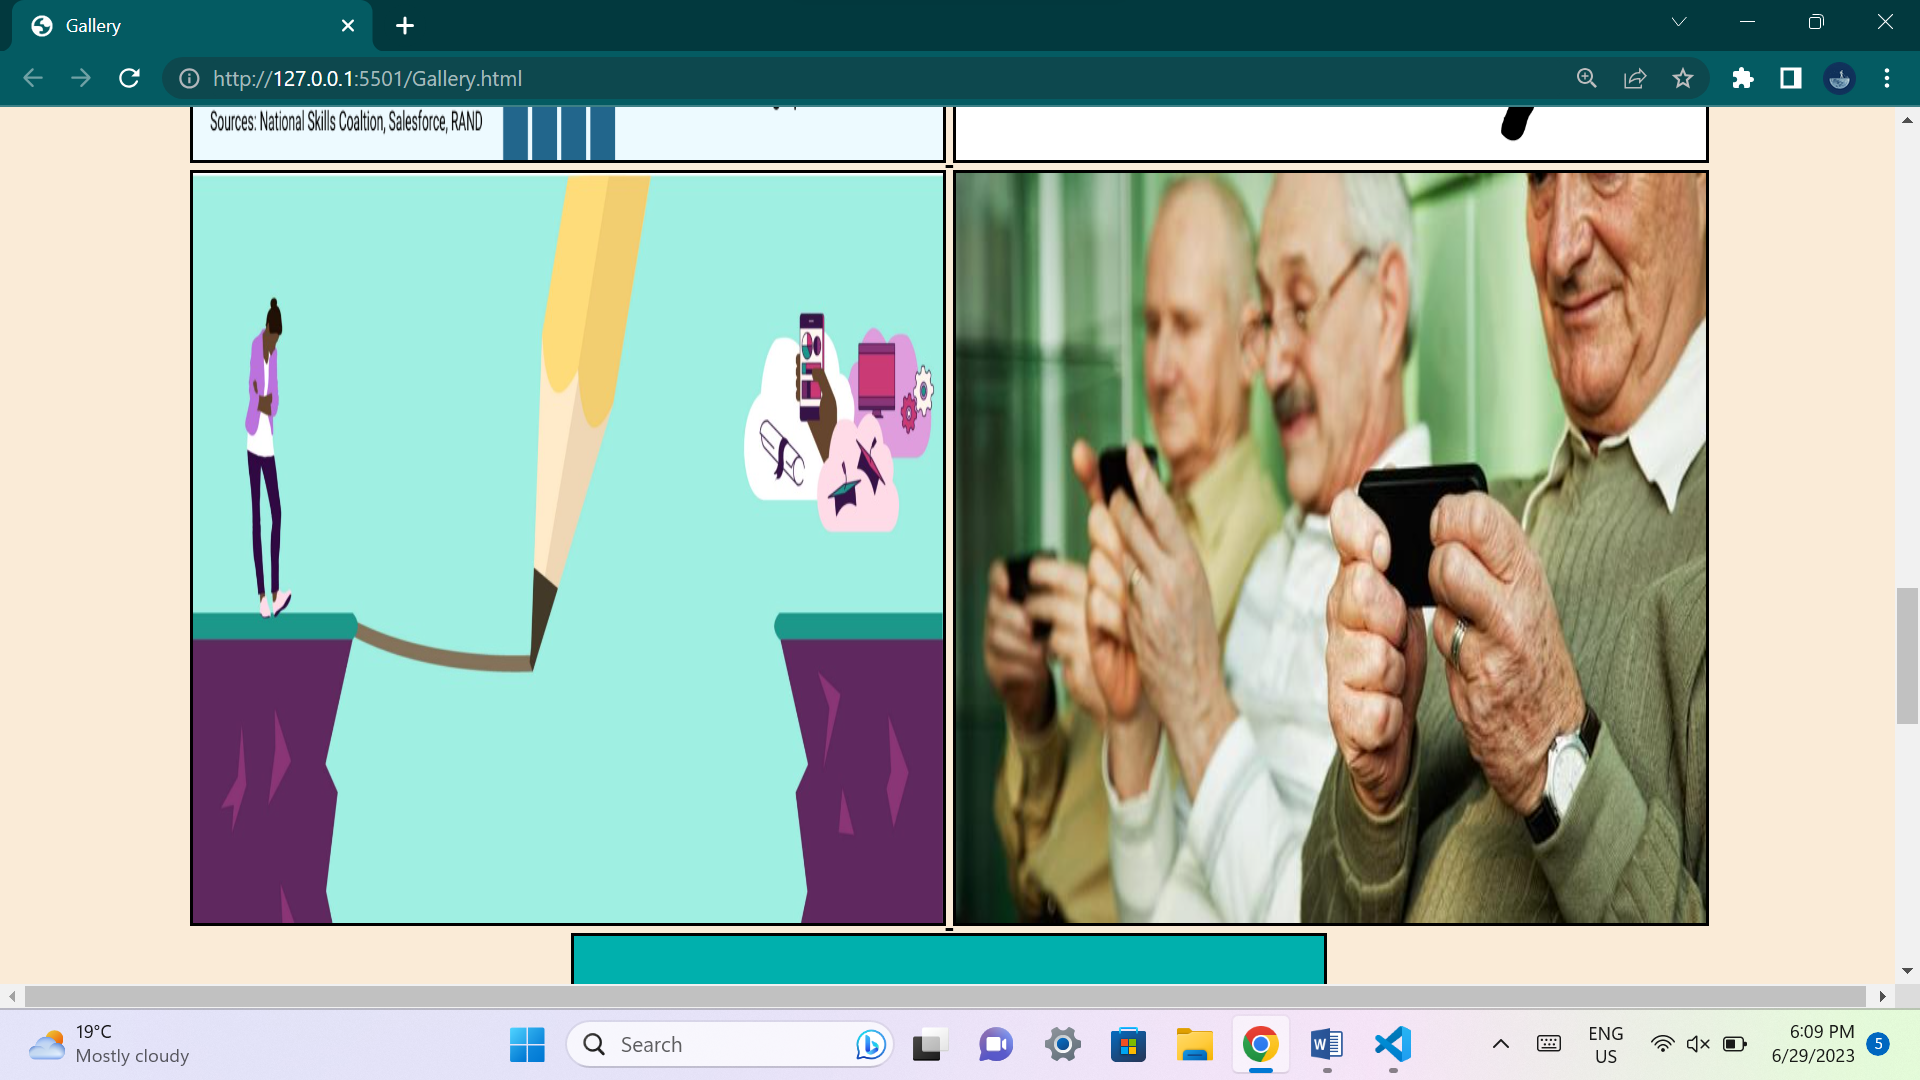 Gallery
http://127.0.0.1:5501/Gallery.html
Sources: National Skills Coaltion, Salesforce, RAND
19°C
Mostly cloudy
Search
W
ENG
US
6:09 PM
6/29/2023
5